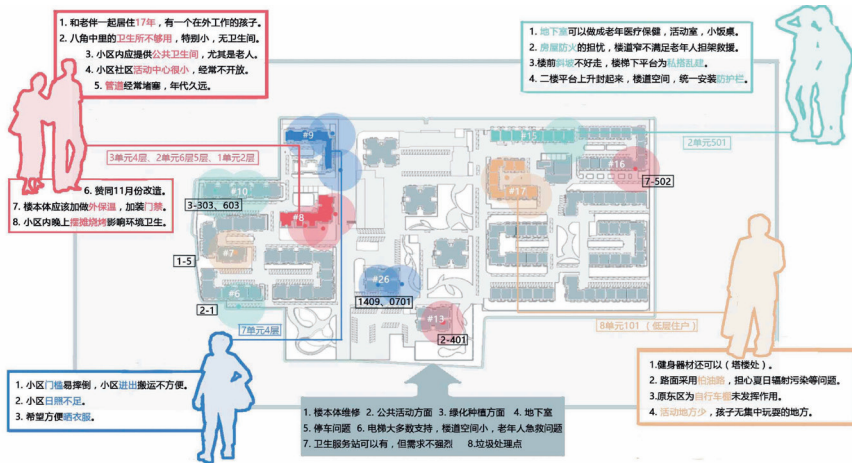 1. 和老伴一起居住17年，有一个在外工作的孩子。
2. 八角中里的卫生所不够用，特别小，无卫生间。
3. 小区内应提供公共卫生间，尤其是老人。
4. 小区社区活动中心很小，经常不开放。
5. 管道经常堵塞，年代久远。
1. 地下室可以做成老年医疗保健，活动室，小饭桌。
2. 房屋防火的担忧，楼道窄不满足老年人担架救援。
3.楼前斜坡不好走，楼梯下平台为私搭乱建。
4. 二楼平台上升封起来，楼道空间，统一安装防护栏。
3单元4层、2单元6层5层、1单元2层
2单元501
6. 赞同11月份改造。
7. 楼本体应该加做外保温，加装门禁。
8. 小区内晚上摆摊烧烤影响环境卫生。
#9
#15
#16
7-502
#10
3-303、603
#17
#8
#7
1-5
#26
1409、0701
#6
2-1
#13
2-401
7单元4层
8单元101（低层住户）
1. 小区门槛易摔倒，小区进出搬运不方便。
2. 小区日照不足。
3. 希望方便晒衣服。
1. 楼本体维修 2. 公共活动方面 3. 绿化种植方面 4. 地下室
5. 停车问题 6. 电梯大多数支持，楼道空间小，老年人急救问题
7. 卫生服务站可以有，但需求不强烈 8.垃圾处理点
1.健身器材还可以（塔楼处）。
2. 路面采用柏油路，担心夏日辐射污染等问题。
3.原东区为自行车棚未发挥作用。
4. 活动地方少，孩子无集中玩耍的地方。